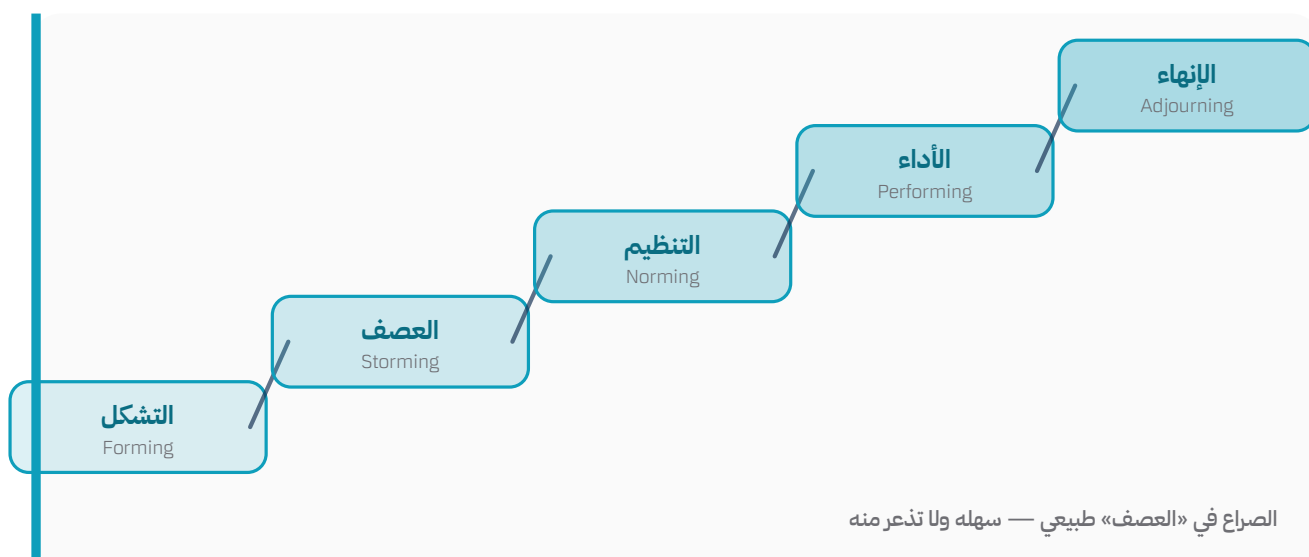 الإنهاء
Adjourning
الأداء
Performing
التنظيم
Norming
العصف
Storming
التشكل
Forming
الصراع في «العصف» طبيعي — سهله ولا تذعر منه